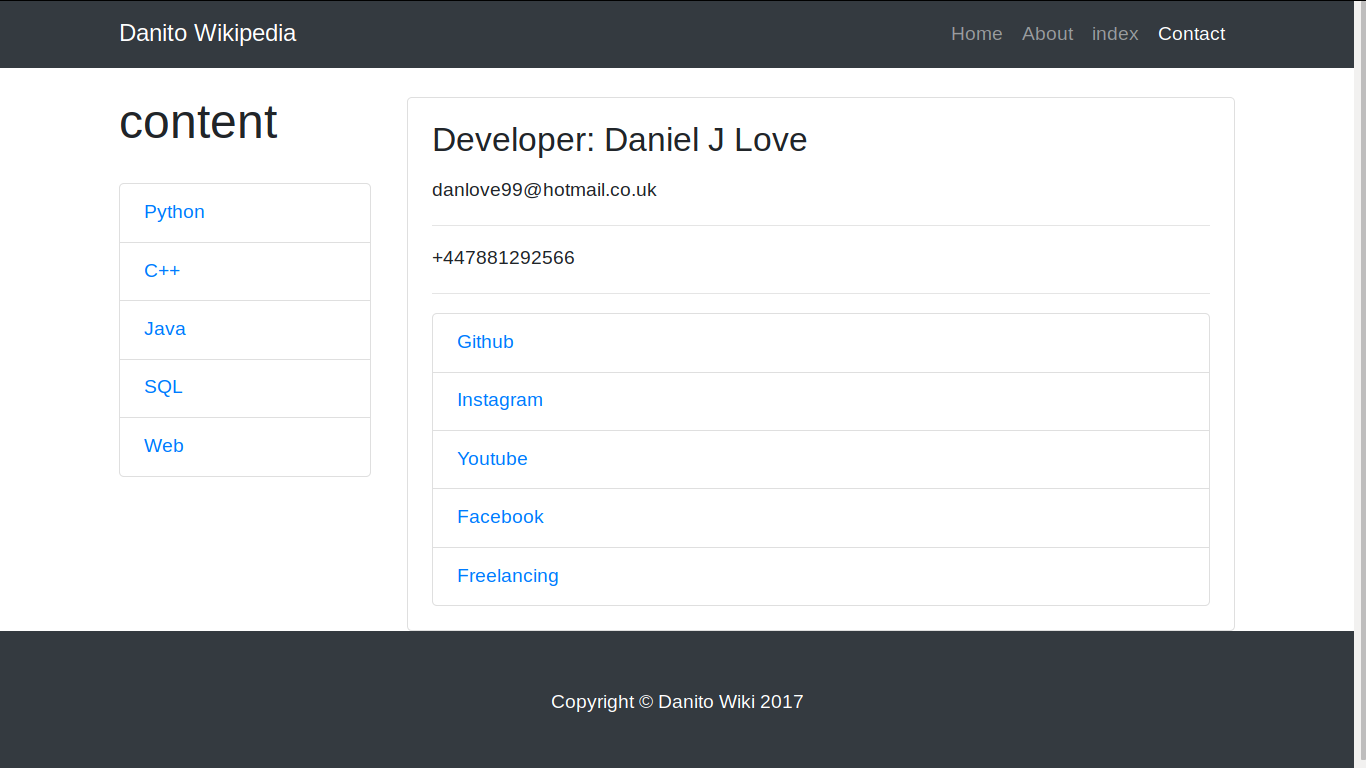 Danito Wikipedia
Home About index Contact
content
Python
C++
Java
SQL
Web
Developer: Daniel J Love
danlove99@hotmail.co.uk
+447881292566
Github
Instagram
Youtube
Facebook
Freelancing
Copyright © Danito Wiki 2017